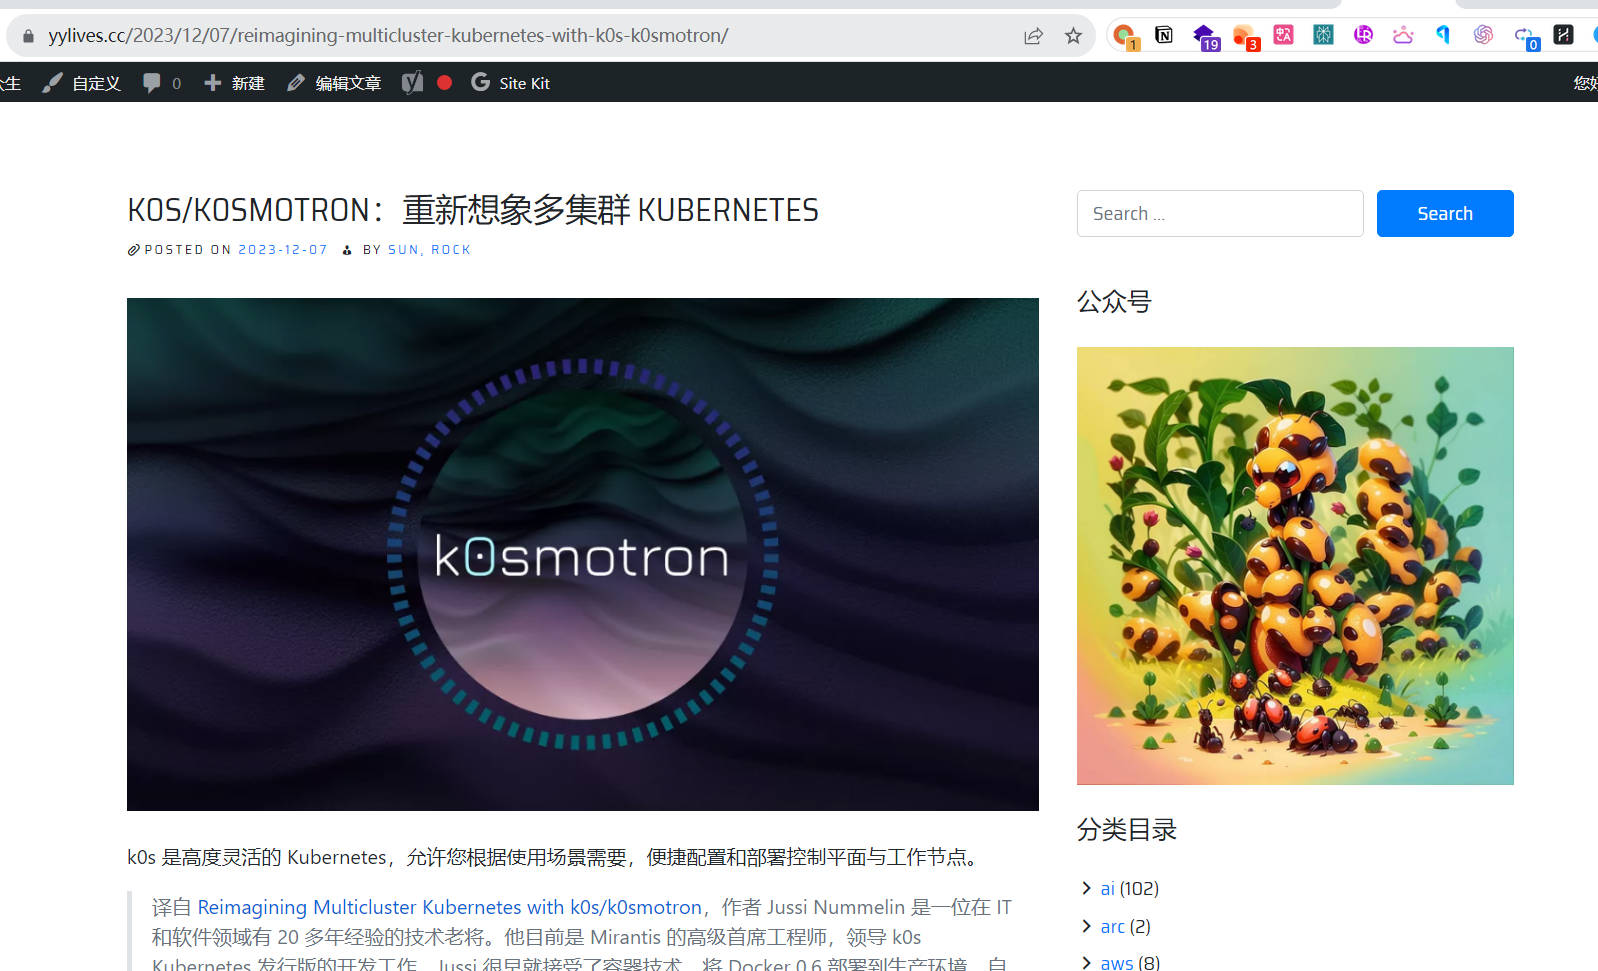 yylives.cc/2023/12/07/reimagining-multicluster-kubernetes-with-k0s-k0smotron/
1
19
3
0
自定义
0
新建
编辑文章
Site Kit
K0S/K0SMOTRON：重新想象多集群 KUBERNETES
POSTED ON 2023-12-07 BY SUN, ROCK
Search ...
Search
公众号
k0smotron
k0s 是高度灵活的 Kubernetes，允许您根据使用场景需要，便捷配置和部署控制平面与工作节点。
译自 Reimagining Multicluster Kubernetes with k0s/k0smotron，作者 Jussi Nummelin 是一位在 IT
和软件领域有 20 多年经验的技术老将。他目前是 Mirantis 的高级首席工程师，领导 k0s
Kubernetes 发行版的开发工作。Jussi 很早就接受了容器技术，将 Docker 0.6 部署到生产环境，自
分类目录
ai (102)
arc (2)
aws (8)